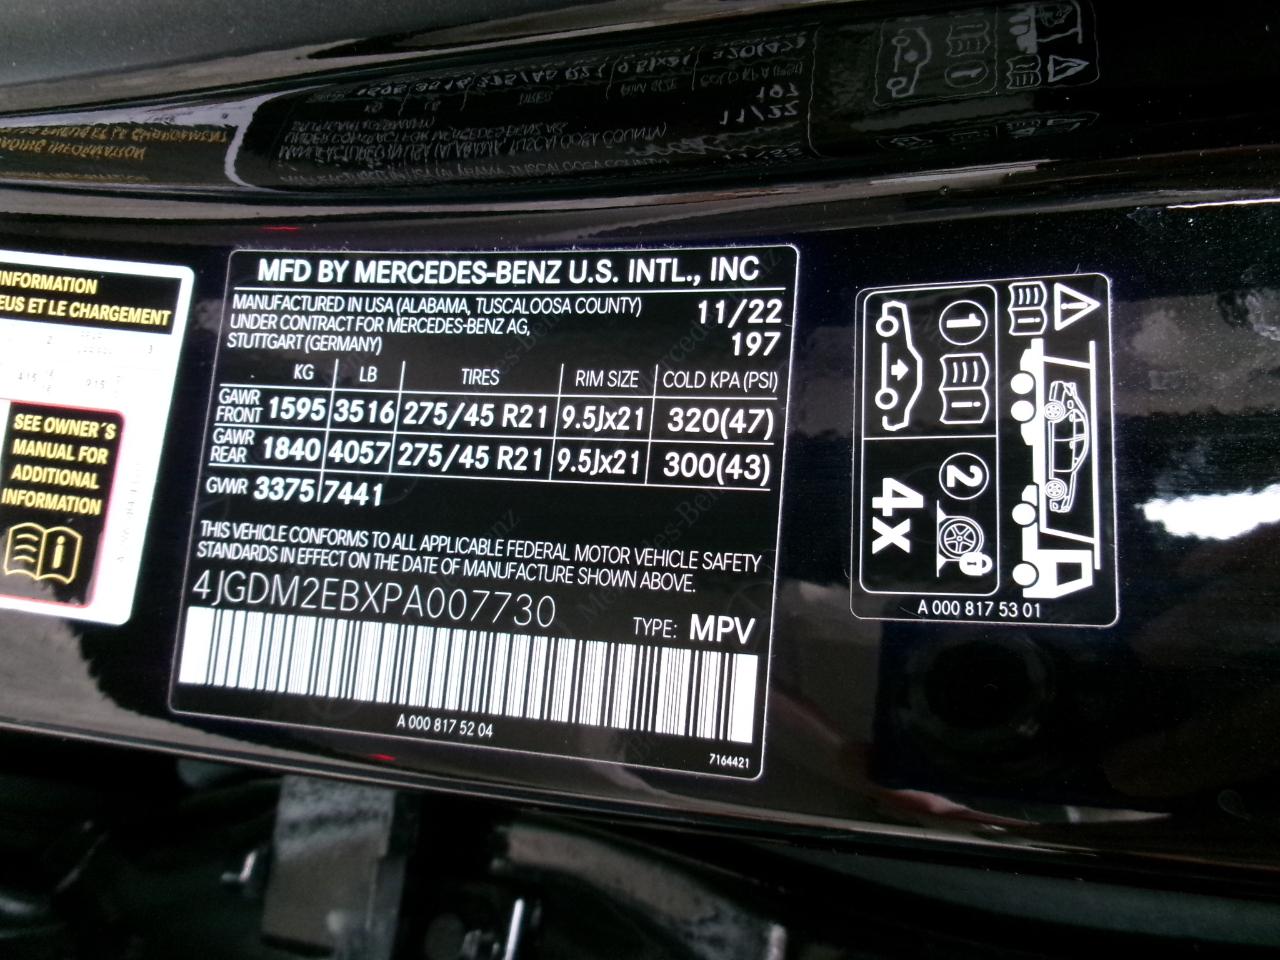 INFORMATION
EUS ET LE CHARGEMENT
SEE OWNER´S
MANUAL FOR
ADDITIONAL
INFORMATION
i
MFD BY MERCEDES-BENZ U.S. INTL., INC
MANUFACTURED IN USA (ALABAMA, TUSCALOOSA COUNTY) 11/22
UNDER CONTRACT FOR MERCEDES-BENZ AG,
STUTTGART (GERMANY) 197
KG LB TIRES RIM SIZE COLD KPA (PSI)
GAWR FRONT 1595 3516 275/45 R21 9.5Jx21 320(47)
GAWR REAR 1840 4057 275/45 R21 9.5Jx21 300(43)
GVWR 3375 7441
THIS VEHICLE CONFORMS TO ALL APPLICABLE FEDERAL MOTOR VEHICLE SAFETY
STANDARDS IN EFFECT ON THE DATE OF MANUFACTURE SHOWN ABOVE.
4JGDM2EBXPA007730
TYPE: MPV
A 000 817 52 04
7164421
1
i
2
4x
A 000 817 53 01